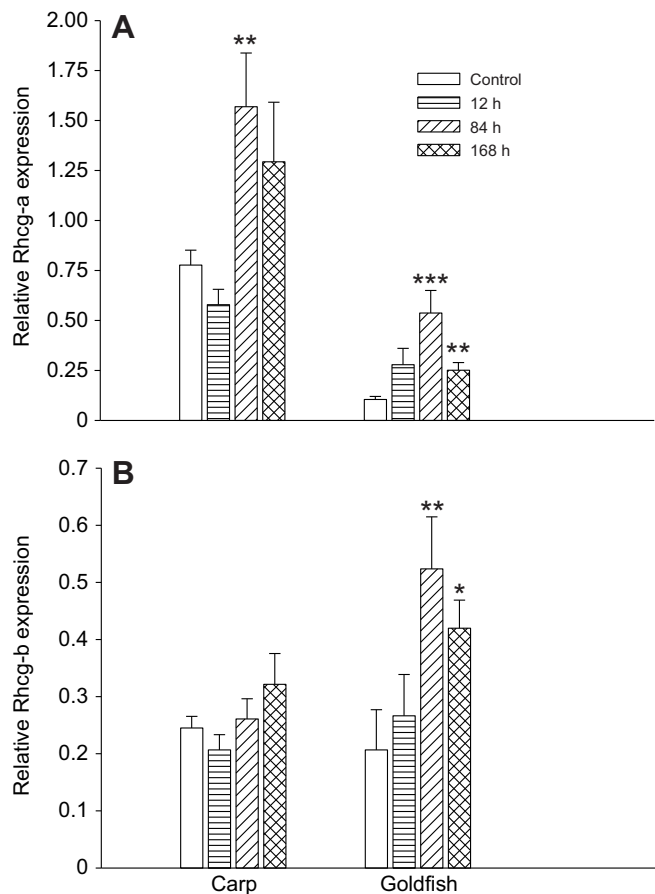 A
2.00
1.75
1.50
1.25
1.00
0.75
0.50
0.25
0
Relative Rhcg-a expression
**
***
**
Control
12 h
84 h
168 h
B
0.7
0.6
0.5
0.4
0.3
0.2
0.1
0
Relative Rhcg-b expression
**
*
Carp Goldfish